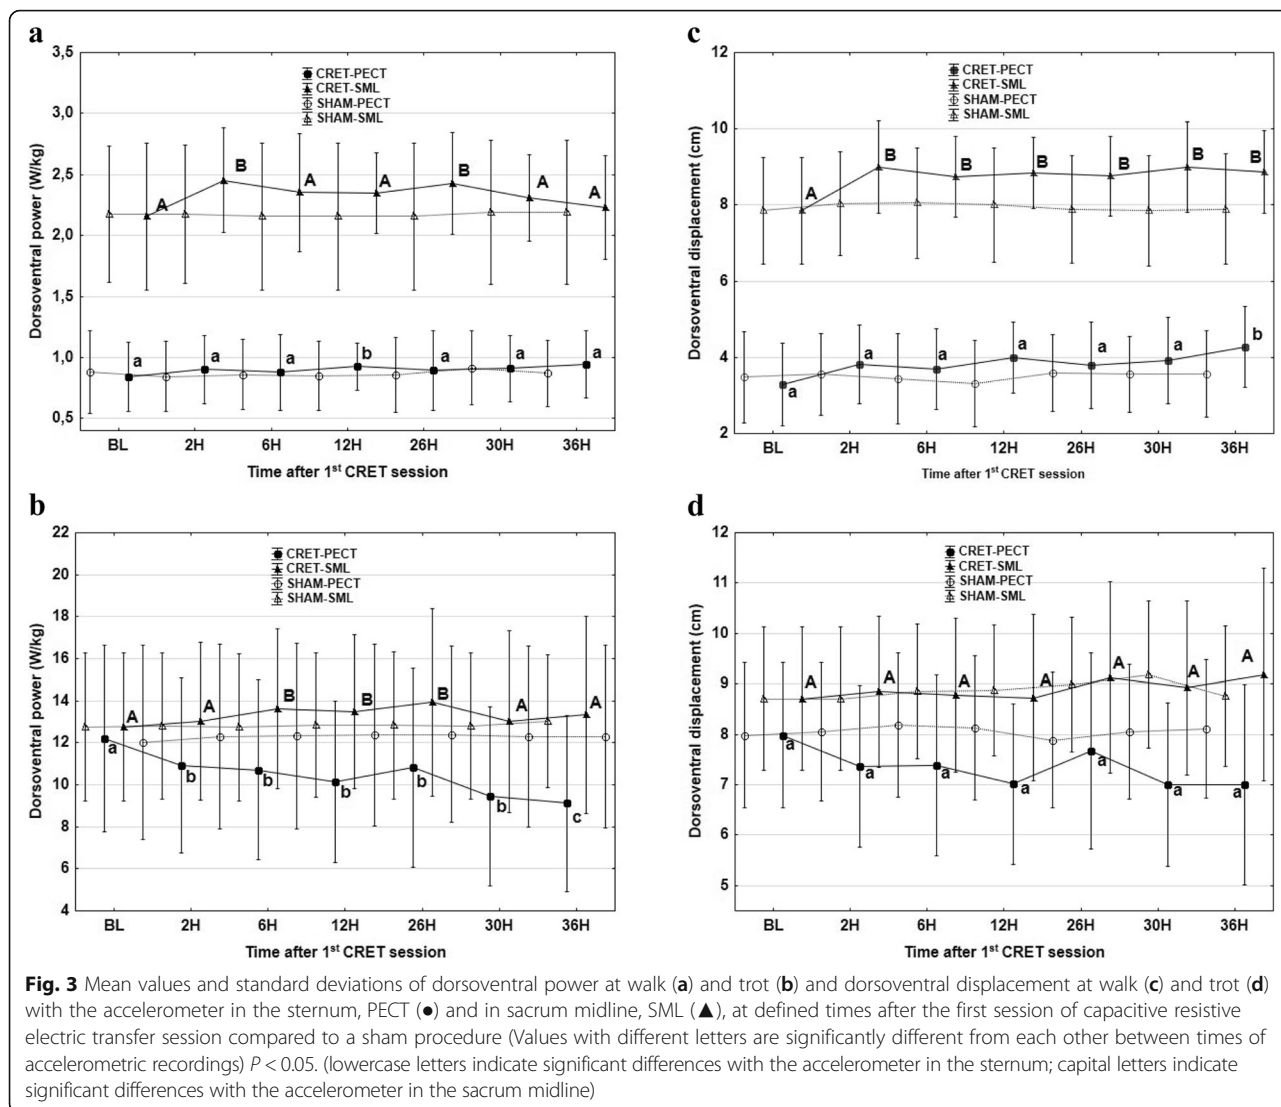 a
3,5
3,0
2,5
2,0
1,5
1,0
0,5
Dorsoventral power (W/kg)
CRET-PECT
CRET-SML
SHAM-PECT
SHAM-SML
A B A A B A A
a a a b a a a
BL 2H 6H 12H 26H 30H 36H
Time after 1st CRET session
c
12
10
8
6
4
2
Dorsoventral displacement (cm)
CRET-PECT
CRET-SML
SHAM-PECT
SHAM-SML
A B B B B B B
a a a a a a b
BL 2H 6H 12H 26H 30H 36H
Time after 1st CRET session
b
22
20
18
16
14
12
10
8
6
4
Dorsoventral power (W/kg)
CRET-PECT
CRET-SML
SHAM-PECT
SHAM-SML
A A B B B A A
a b b b b b c
BL 2H 6H 12H 26H 30H 36H
Time after 1st CRET session
d
12
11
10
9
8
7
6
5
Dorsoventral displacement (cm)
CRET-PECT
CRET-SML
SHAM-PECT
SHAM-SML
A A A A A A A
a a a a a a a
BL 2H 6H 12H 26H 30H 36H
Time after 1st CRET session
Fig. 3 Mean values and standard deviations of dorsoventral power at walk (a) and trot (b) and dorsoventral displacement at walk (c) and trot (d)
with the accelerometer in the sternum, PECT (●) and in sacrum midline, SML (▲), at defined times after the first session of capacitive resistive
electric transfer session compared to a sham procedure (Values with different letters are significantly different from each other between times of
accelerometric recordings) P < 0.05. (lowercase letters indicate significant differences with the accelerometer in the sternum; capital letters indicate
significant differences with the accelerometer in the sacrum midline)